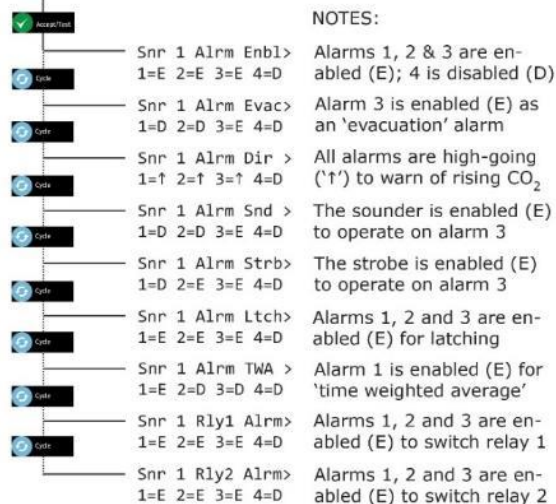 Accept/Test
NOTES:
Snr 1 Alrm Enbl>
1=E 2=E 3=E 4=D
Alarms 1, 2 & 3 are en-
abled (E); 4 is disabled (D)
Cycle
Snr 1 Alrm Evac>
1=D 2=D 3=E 4=D
Alarm 3 is enabled (E) as
an ‘evacuation’ alarm
Cycle
Snr 1 Alrm Dir >
1=↑ 2=↑ 3=↑ 4=D
All alarms are high-going
(‘↑’) to warn of rising CO₂
Cycle
Snr 1 Alrm Snd >
1=D 2=D 3=E 4=D
The sounder is enabled (E)
to operate on alarm 3
Cycle
Snr 1 Alrm Strb>
1=D 2=E 3=E 4=D
The strobe is enabled (E)
to operate on alarm 3
Cycle
Snr 1 Alrm Ltch>
1=E 2=E 3=E 4=D
Alarms 1, 2 and 3 are en-
abled (E) for latching
Cycle
Snr 1 Alrm TWA >
1=E 2=D 3=D 4=D
Alarm 1 is enabled (E) for
‘time weighted average’
Cycle
Snr 1 Rly1 Alrm>
1=E 2=E 3=E 4=D
Alarms 1, 2 and 3 are en-
abled (E) to switch relay 1
Cycle
Snr 1 Rly2 Alrm>
1=E 2=E 3=E 4=D
Alarms 1, 2 and 3 are en-
abled (E) to switch relay 2